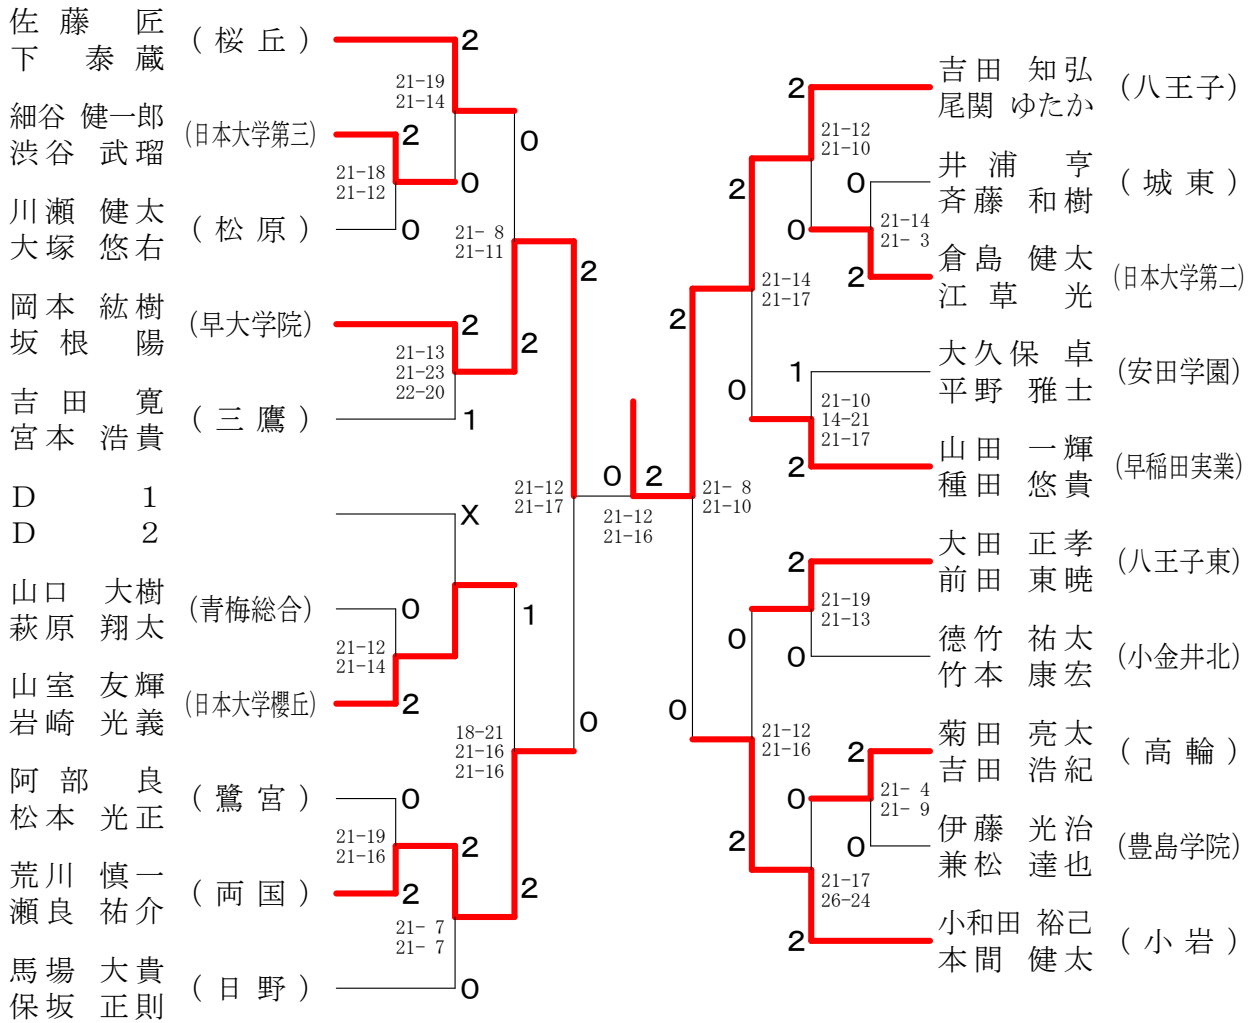 佐藤 匠
下 泰蔵
(桜丘)
2
21-19
21-14
細谷 健一郎
渋谷 武瑠
(日本大学第三)
2
0
21-18
21-12
0
川瀬 健太
大塚 悠右
(松原)
0
21- 8
21-11
2
岡本 紘樹
坂根 陽
(早大学院)
2
2
21-13
21-23
22-20
吉田 寛
宮本 浩貴
(三鷹)
1
D 1
D 2
X
21-12
21-17
山口 大樹
萩原 翔太
(青梅総合)
0
1
21-12
21-14
山室 友輝
岩崎 光義
(日本大学櫻丘)
2
0
18-21
21-16
21-16
阿部 良
松本 光正
(鷺宮)
0
21-19
21-16
2
荒川 慎一
瀬良 祐介
(両国)
2
2
21- 7
21- 7
馬場 大貴
保坂 正則
(日野)
0
0 2
21-12
21-16
2
吉田 知弘
尾関 ゆたか
(八王子)
21-12
21-10
2
0
井浦 亨
斉藤 和樹
(城東)
0
21-14
21- 3
2
倉島 健太
江草 光
(日本大学第二)
21-14
21-17
2
1
大久保 卓
平野 雅士
(安田学園)
0
21-10
14-21
21-17
2
山田 一輝
種田 悠貴
(早稲田実業)
21- 8
21-10
2
大田 正孝
前田 東暁
(八王子東)
21-19
21-13
0
0
德竹 祐太
竹本 康宏
(小金井北)
0
21-12
21-16
2
菊田 亮太
吉田 浩紀
(高輪)
0
21- 4
21- 9
2
0
伊藤 光治
兼松 達也
(豊島学院)
21-17
26-24
2
小和田 裕己
本間 健太
(小岩)